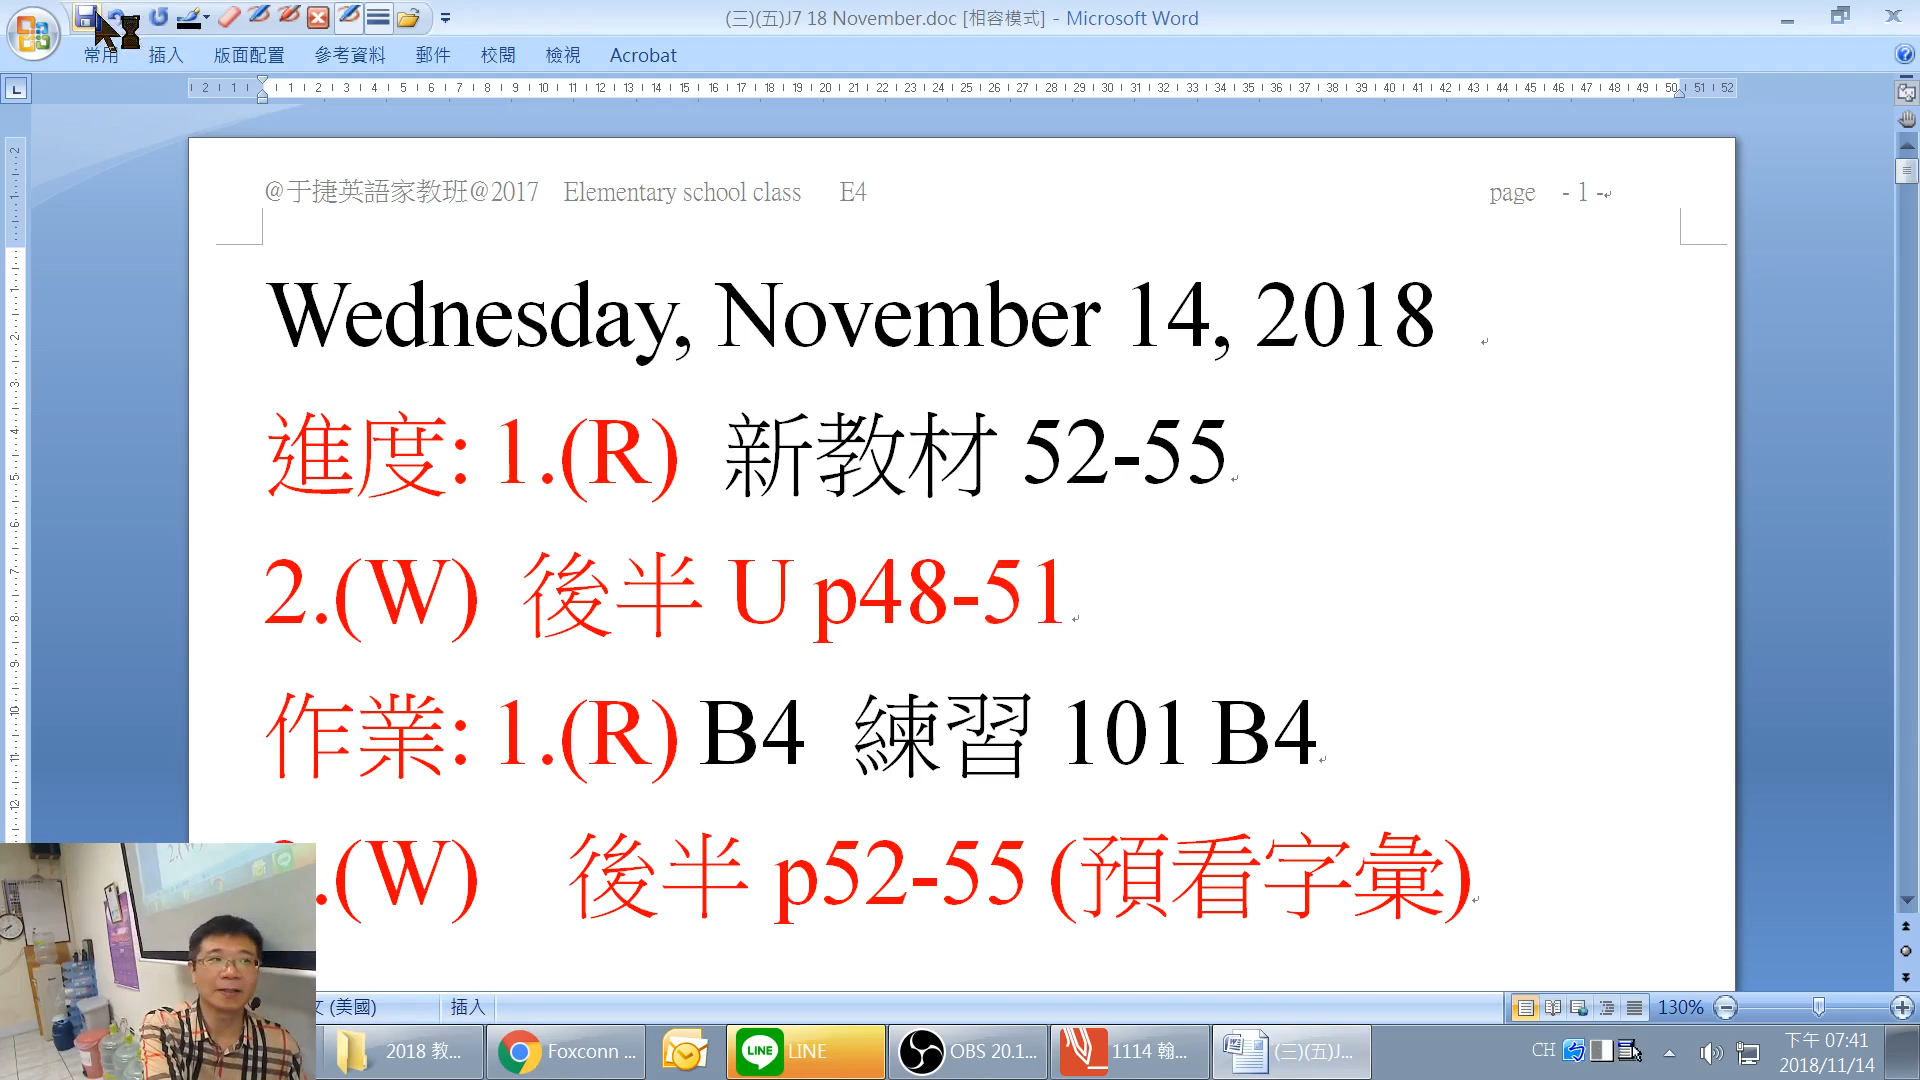 (三)(五)J7 18 November.doc [相容模式] - Microsoft Word
常用 插入 版面配置 參考資料 郵件 校閱 檢視 Acrobat
@于捷英語家教班@2017 Elementary school class E4 page - 1 -
Wednesday, November 14, 2018
進度: 1.(R) 新教材 52-55
2.(W) 後半 U p48-51
作業: 1.(R) B4 練習 101 B4
.(W) 後半 p52-55 (預看字彙)
(美國) 插入 130%
2018 教... Foxconn ... LINE OBS 20.1... 1114 翰... (三)(五)J... CH 下午 07:41
2018/11/14